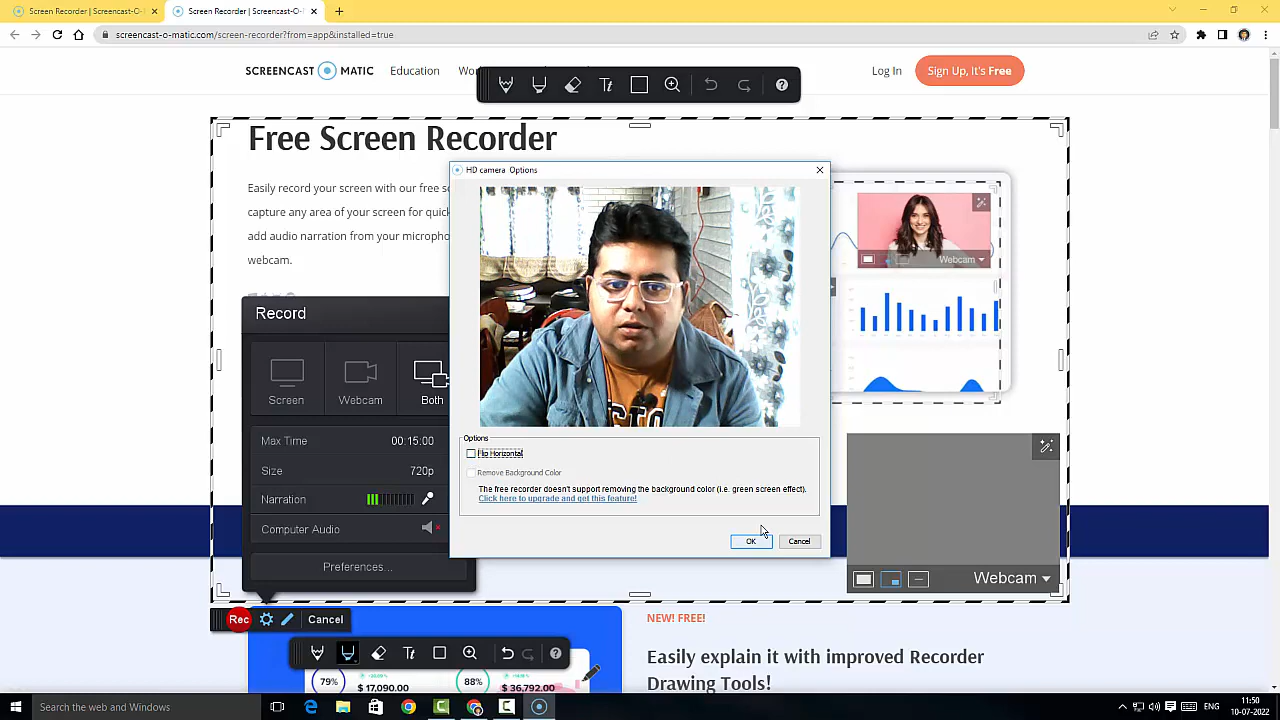 Screen Recorder | Screencast-O-
Screen Recorder | Screencast-O-
screencast-o-matic.com/screen-recorder?from=app&installed=true
SCREENCAST MATIC
Education
Wo
Log In
Sign Up, It's Free
Tt
Free Screen Recorder
Easily record your screen with our free s
capture any area of your screen for quick
add audio narration from your micropho
webcam.
HD camera Options
Webcam
Record
Screen
Webcam
Both
Max Time 00:15:00
Size 720p
Narration
Computer Audio
Preferences...
Options
Flip Horizontal
Remove Background Color
The free recorder doesn't support removing the background color (i.e. green screen effect).
Click here to upgrade and get this feature!
OK
Cancel
Webcam
Rec
Cancel
NEW! FREE!
Tt
Easily explain it with improved Recorder
Drawing Tools!
79%
$ 17,090.00
88%
$ 36,792.00
Search the web and Windows
ENG
11:50
10-07-2022